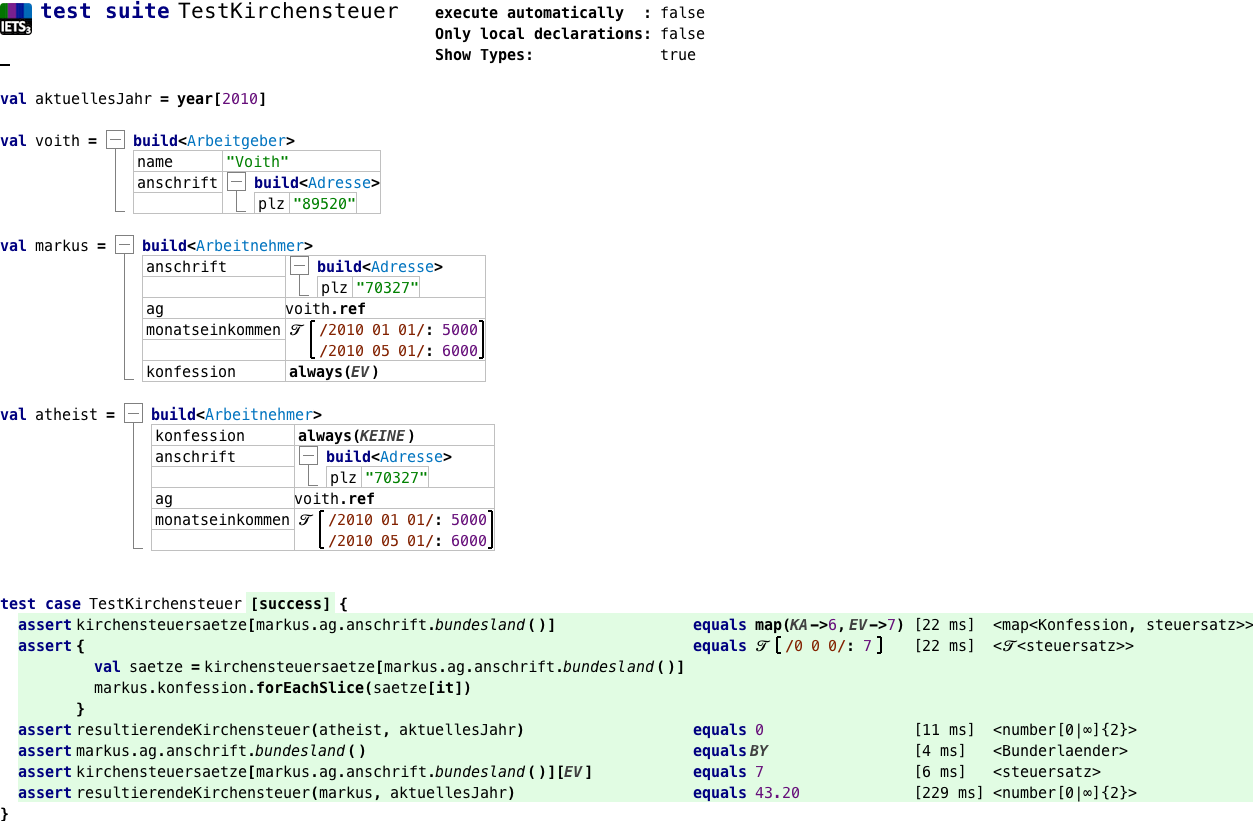 test suite TestKirchensteuer execute automatically : false
IETS3 Only local declarations: false
Show Types: true
val aktuellesJahr = year[2010]
val voith = build<Arbeitgeber>
name "Voith"
anschrift build<Adresse>
plz "89520"
val markus = build<Arbeitnehmer>
anschrift build<Adresse>
plz "70327"
ag voith.ref
monatseinkommen 𝒯 /2010 01 01/: 5000
/2010 05 01/: 6000
konfession always(EV)
val atheist = build<Arbeitnehmer>
konfession always(KEINE)
anschrift build<Adresse>
plz "70327"
ag voith.ref
monatseinkommen 𝒯 /2010 01 01/: 5000
/2010 05 01/: 6000
test case TestKirchensteuer [success] {
assert kirchensteuersaetze[markus.ag.anschrift.bundesland()] equals map(KA->6, EV->7) [22 ms] <map<Konfession, steuersatz>>
assert { equals 𝒯[/0 0 0/: 7] [22 ms] <𝒯<steuersatz>>
val saetze = kirchensteuersaetze[markus.ag.anschrift.bundesland()]
markus.konfession.forEachSlice(saetze[it])
}
assert resultierendeKirchensteuer(atheist, aktuellesJahr) equals 0 [11 ms] <number[0|∞]{2}>
assert markus.ag.anschrift.bundesland() equals BY [4 ms] <Bunderlaender>
assert kirchensteuersaetze[markus.ag.anschrift.bundesland()][EV] equals 7 [6 ms] <steuersatz>
assert resultierendeKirchensteuer(markus, aktuellesJahr) equals 43.20 [229 ms] <number[0|∞]{2}>
}